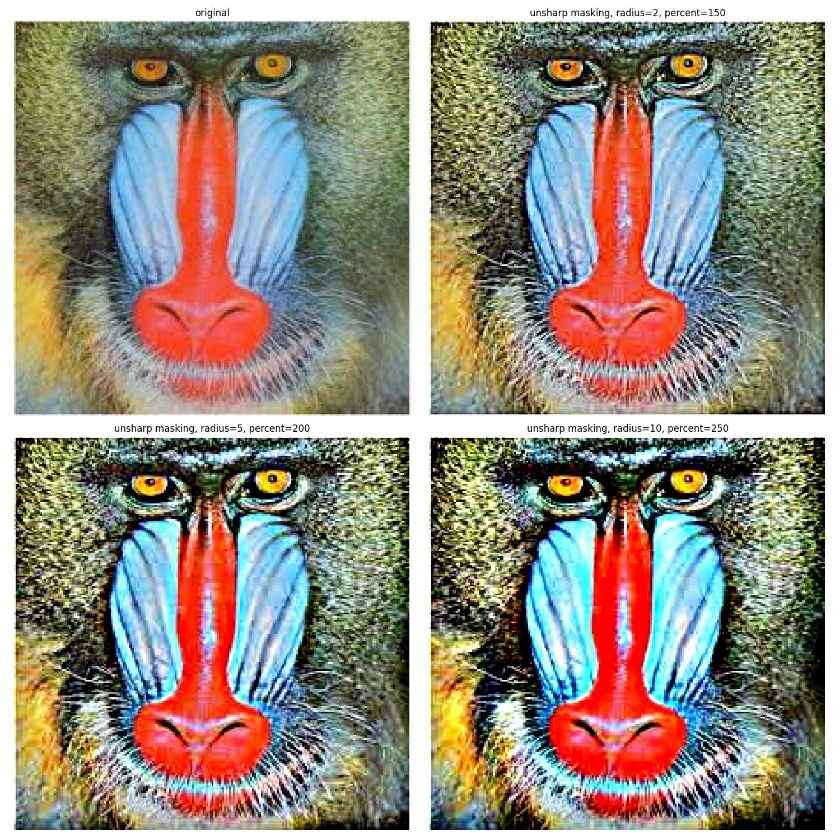 original
unsharp masking, radius=2, percent=150
unsharp masking, radius=5, percent=200
unsharp masking, radius=10, percent=250